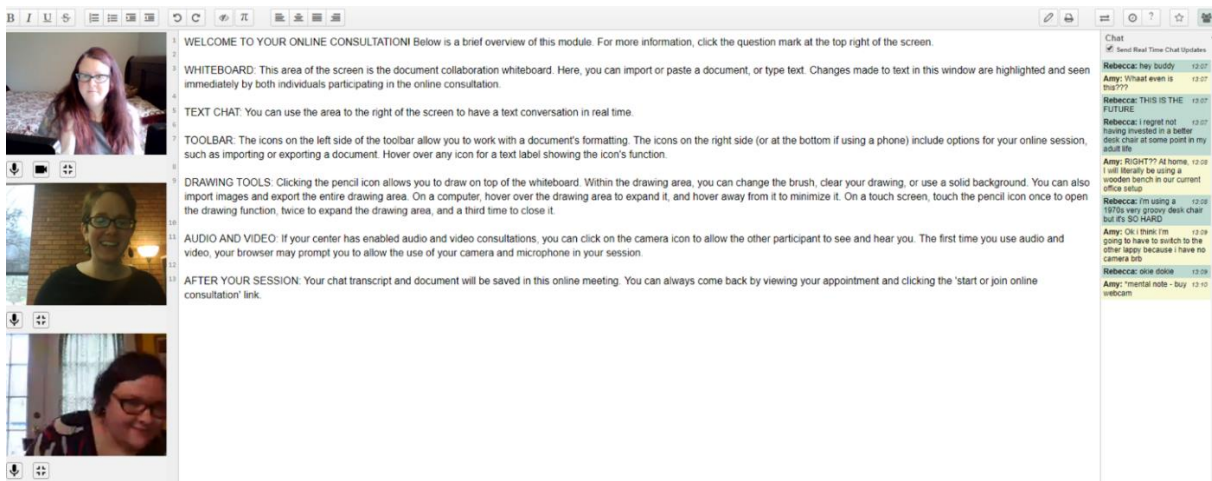 B I U S
π
?
1 WELCOME TO YOUR ONLINE CONSULTATION! Below is a brief overview of this module. For more information, click the question mark at the top right of the screen.
2
3 WHITEBOARD: This area of the screen is the document collaboration whiteboard. Here, you can import or paste a document, or type text. Changes made to text in this window are highlighted and seen
immediately by both individuals participating in the online consultation.
4
5 TEXT CHAT: You can use the area to the right of the screen to have a text conversation in real time.
6
7 TOOLBAR: The icons on the left side of the toolbar allow you to work with a document's formatting. The icons on the right side (or at the bottom if using a phone) include options for your online session,
such as importing or exporting a document. Hover over any icon for a text label showing the icon's function.
8
9 DRAWING TOOLS: Clicking the pencil icon allows you to draw on top of the whiteboard. Within the drawing area, you can change the brush, clear your drawing, or use a solid background. You can also
import images and export the entire drawing area. On a computer, hover over the drawing area to expand it, and hover away from it to minimize it. On a touch screen, touch the pencil icon once to open
the drawing function, twice to expand the drawing area, and a third time to close it.
10
11 AUDIO AND VIDEO: If your center has enabled audio and video consultations, you can click on the camera icon to allow the other participant to see and hear you. The first time you use audio and
video, your browser may prompt you to allow the use of your camera and microphone in your session.
12
13 AFTER YOUR SESSION: Your chat transcript and document will be saved in this online meeting. You can always come back by viewing your appointment and clicking the 'start or join online
consultation' link.
Chat
Send Real Time Chat Updates
Rebecca: hey buddy 13:07
Amy: Whaat even is 13:07
this???
Rebecca: THIS IS THE 13:07
FUTURE
Rebecca: i regret not 13:07
having invested in a better
desk chair at some point in my
adult life
Amy: RIGHT?? At home, 13:08
I will literally be using a
wooden bench in our current
office setup
Rebecca: i'm using a 13:08
1970s very groovy desk chair
but it's SO HARD
Amy: Ok i think I'm 13:09
going to have to switch to the
other lappy because i have no
camera brb
Rebecca: okie dokie 13:09
Amy: *mental note - buy 13:10
webcam